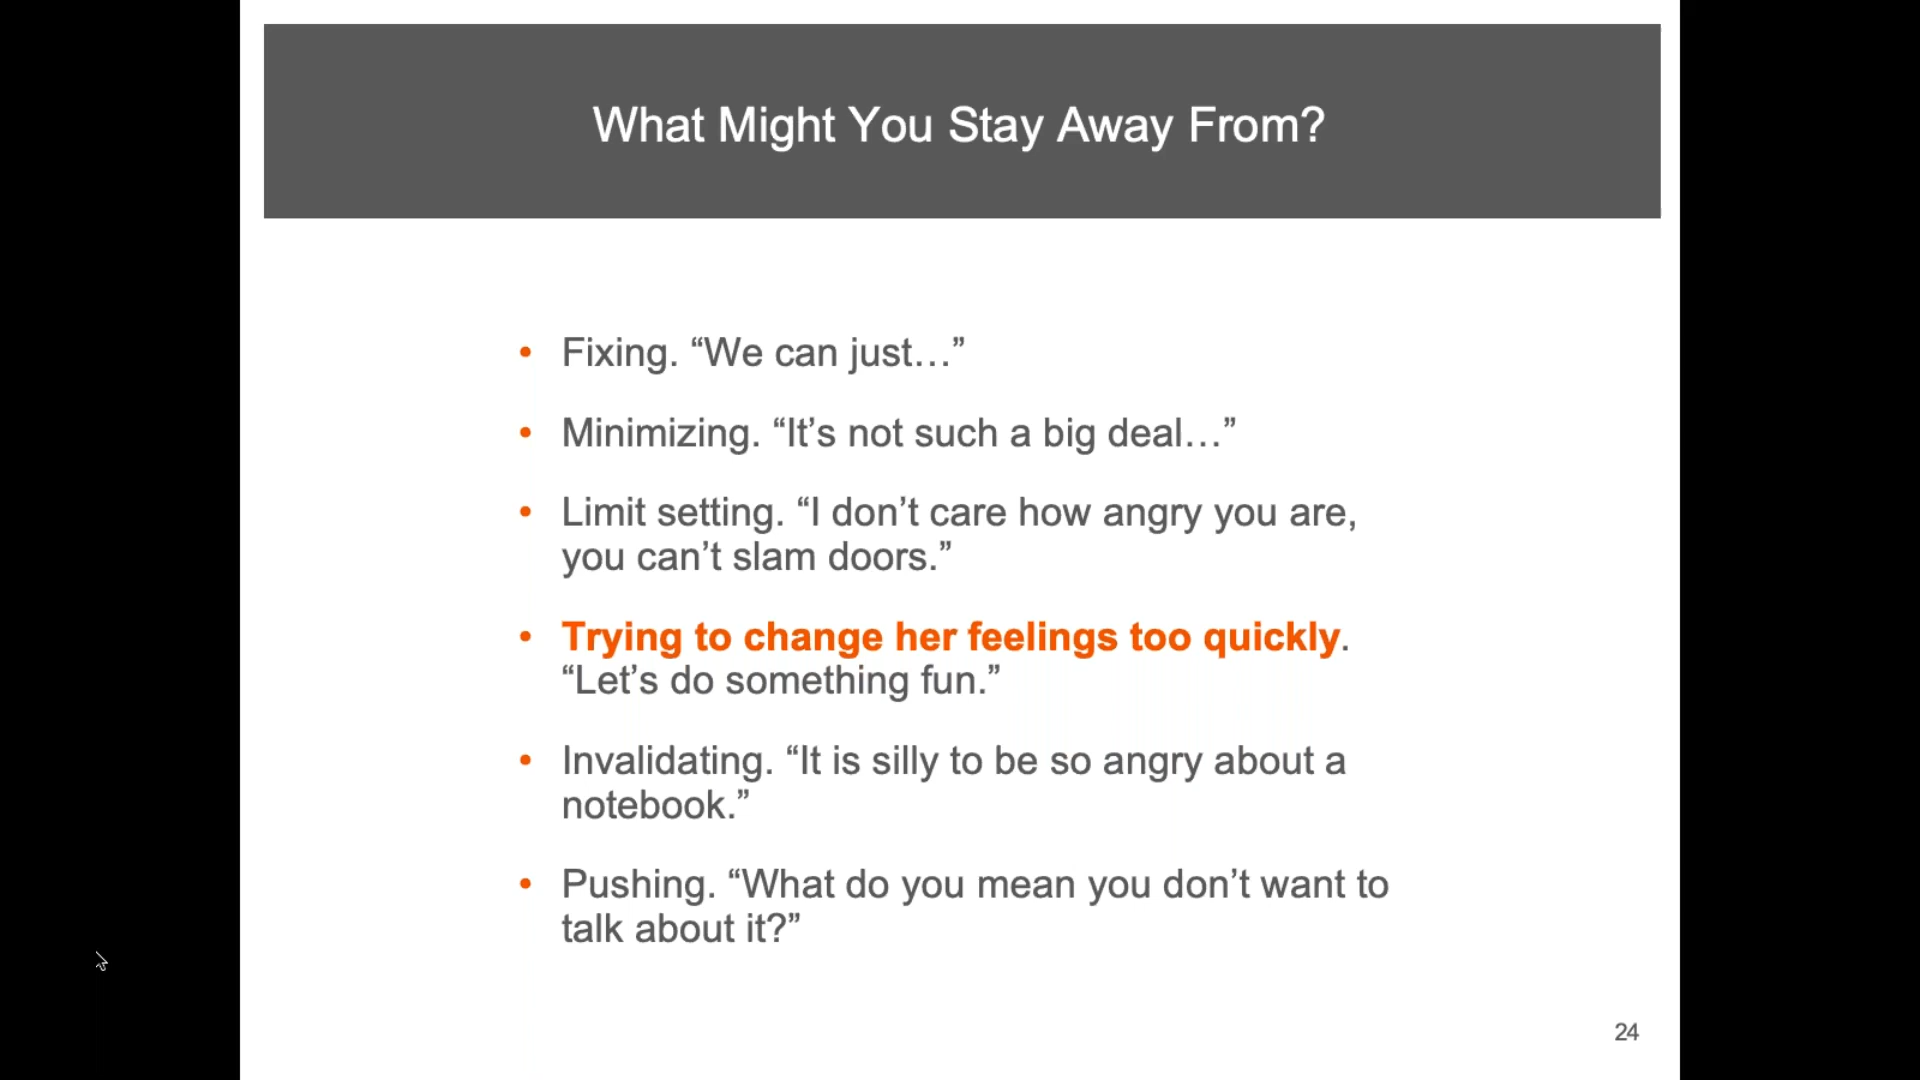 What Might You Stay Away From?
• Fixing. “We can just…”
• Minimizing. “It’s not such a big deal…”
• Limit setting. “I don’t care how angry you are,
you can’t slam doors.”
• Trying to change her feelings too quickly.
“Let’s do something fun.”
• Invalidating. “It is silly to be so angry about a
notebook.”
• Pushing. “What do you mean you don’t want to
talk about it?”
24